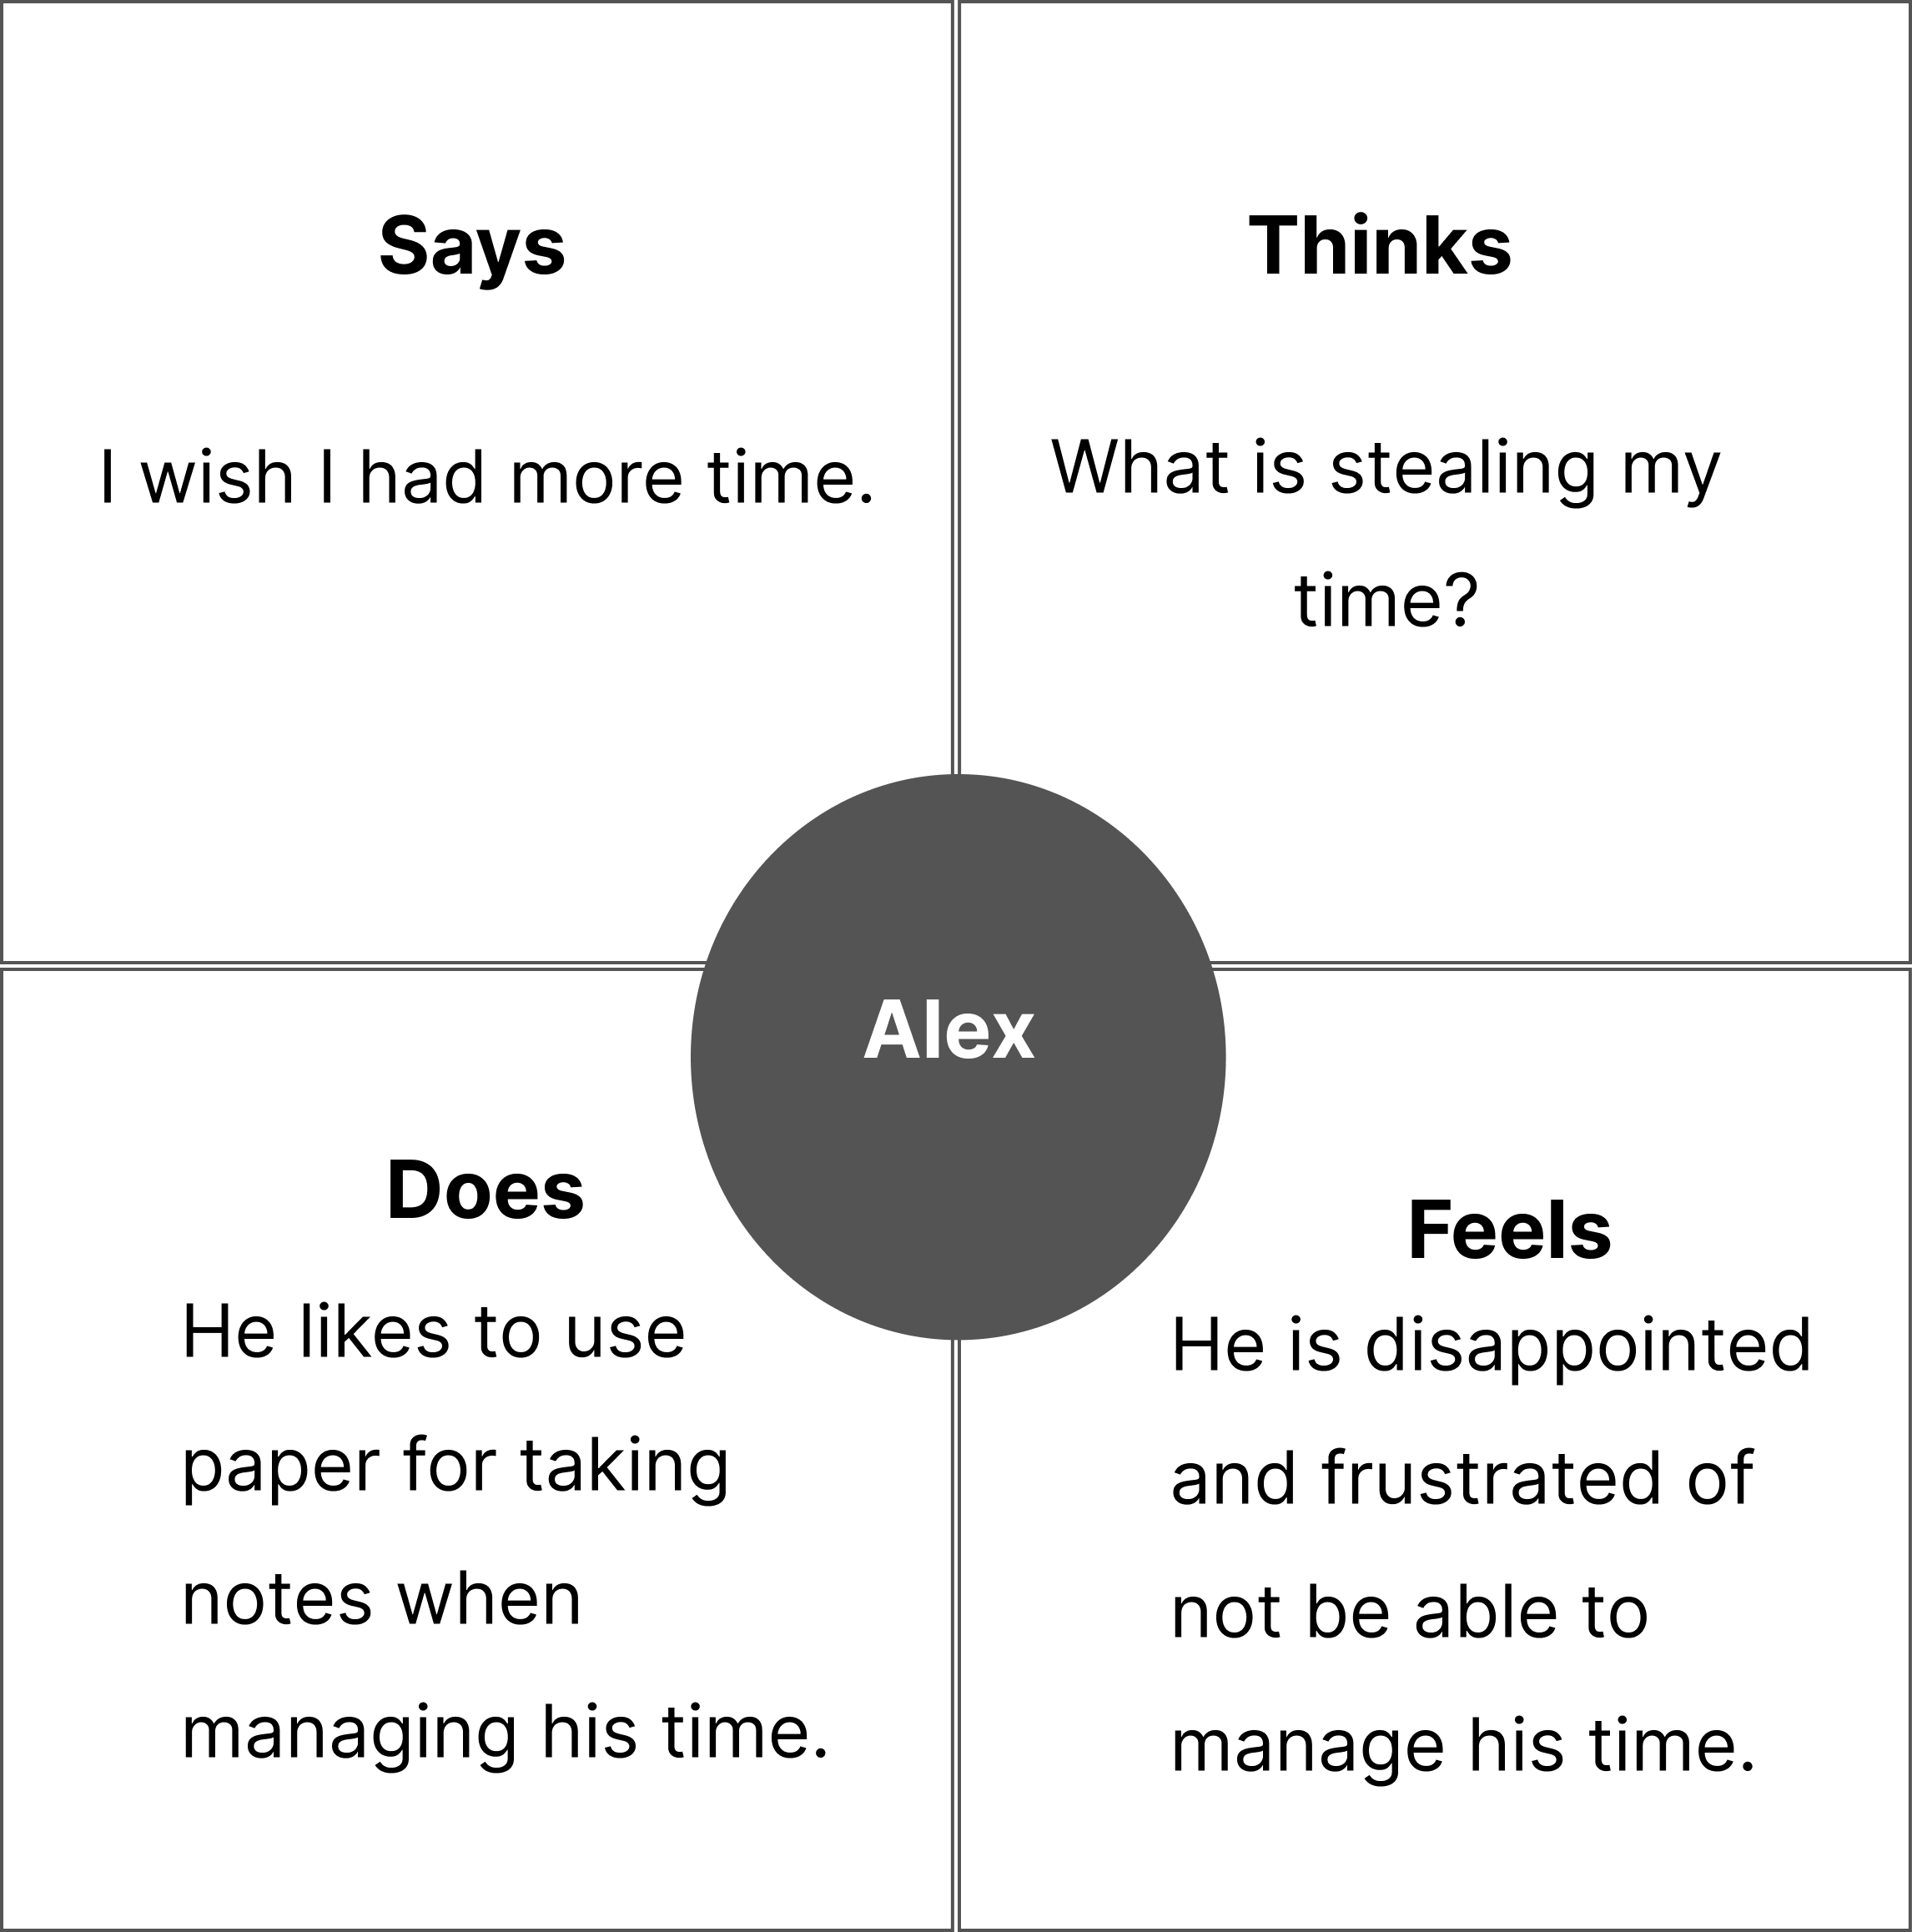 Says
I wish I had more time.
Thinks
What is stealing my
time?
Alex
Does
He likes to use
paper for taking
notes when
managing his time.
Feels
He is disappointed
and frustrated of
not be able to
manage his time.